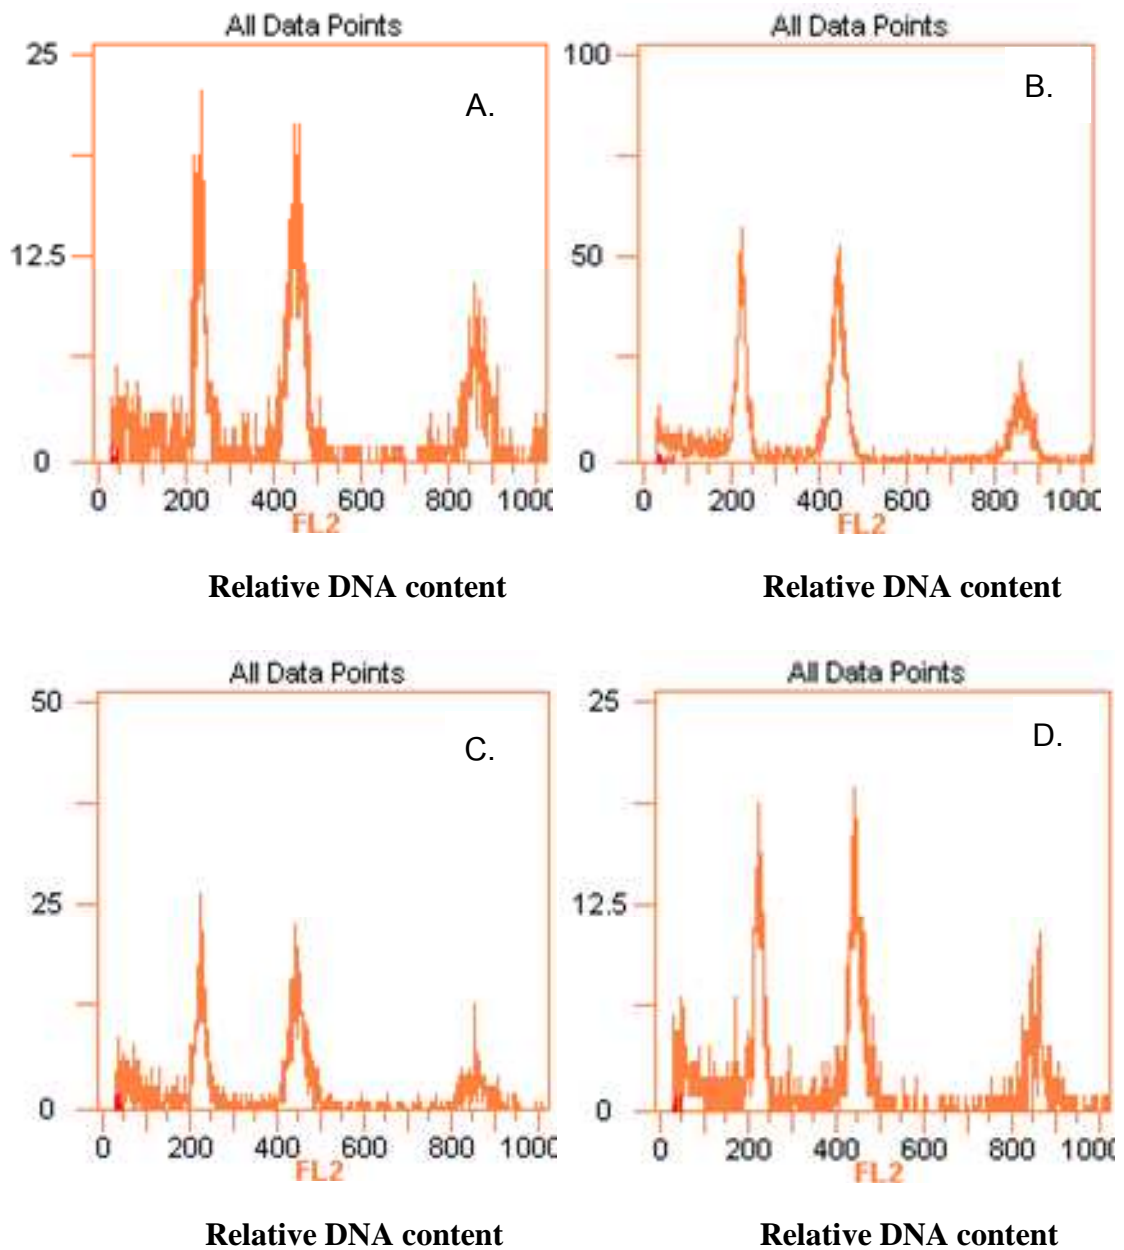 All Data Points
25
A.
12.5
0
0 200 400 600 800 1000
FL2
Relative DNA content
All Data Points
100
B.
50
0
0 200 400 600 800 1000
FL2
Relative DNA content
All Data Points
50
C.
25
0
0 200 400 600 800 1000
FL2
Relative DNA content
All Data Points
25
D.
12.5
0
0 200 400 600 800 1000
FL2
Relative DNA content